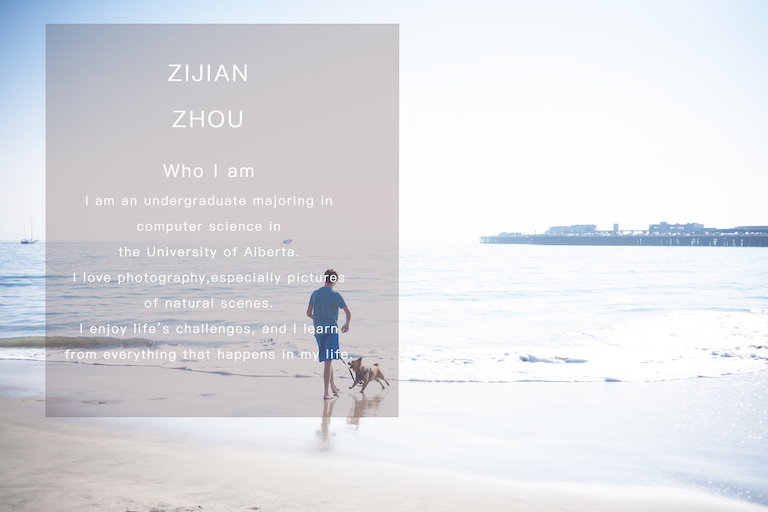 ZIJIAN
ZHOU
Who I am
I am an undergraduate majoring in
computer science in
the University of Alberta.
I love photography,especially pictures
of natural scenes.
I enjoy life's challenges, and I learn
from everything that happens in my life.